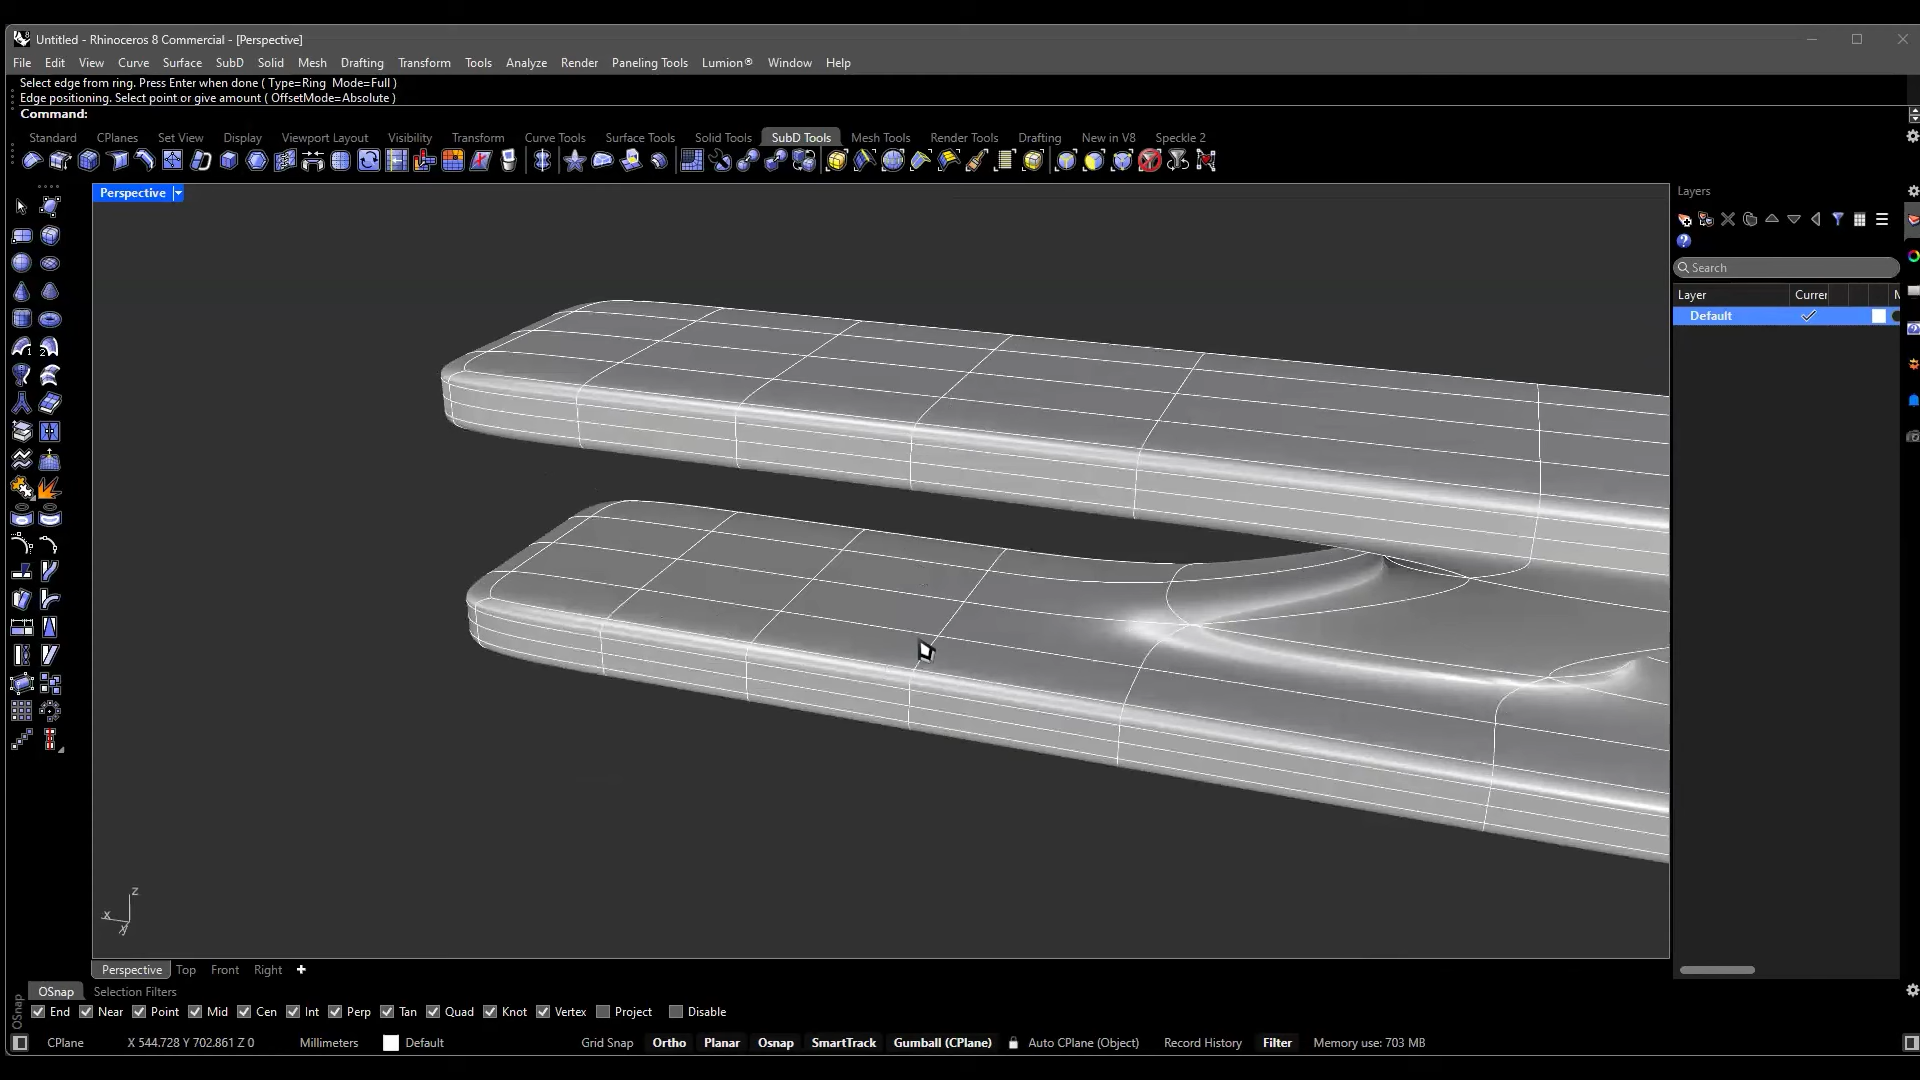 Untitled - Rhinoceros 8 Commercial - [Perspective]
File Edit View Curve Surface SubD Solid Mesh Drafting Transform Tools Analyze Render Paneling Tools Lumion® Window Help
Select edge from ring. Press Enter when done ( Type=Ring Mode=Full )
Edge positioning. Select point or give amount ( OffsetMode=Absolute )
Command:
Standard CPlanes Set View Display Viewport Layout Visibility Transform Curve Tools Surface Tools Solid Tools SubD Tools Mesh Tools Render Tools Drafting New in V8 Speckle 2
Perspective
Layers
Search
Layer Currer
Default
z
x
y
Perspective Top Front Right
OSnap Selection Filters
OSnap
End Near Point Mid Cen Int Perp Tan Quad Knot Vertex Project Disable
CPlane X 544.728 Y 702.861 Z 0 Millimeters Default Grid Snap Ortho Planar Osnap SmartTrack Gumball (CPlane) Auto CPlane (Object) Record History Filter Memory use: 703 MB